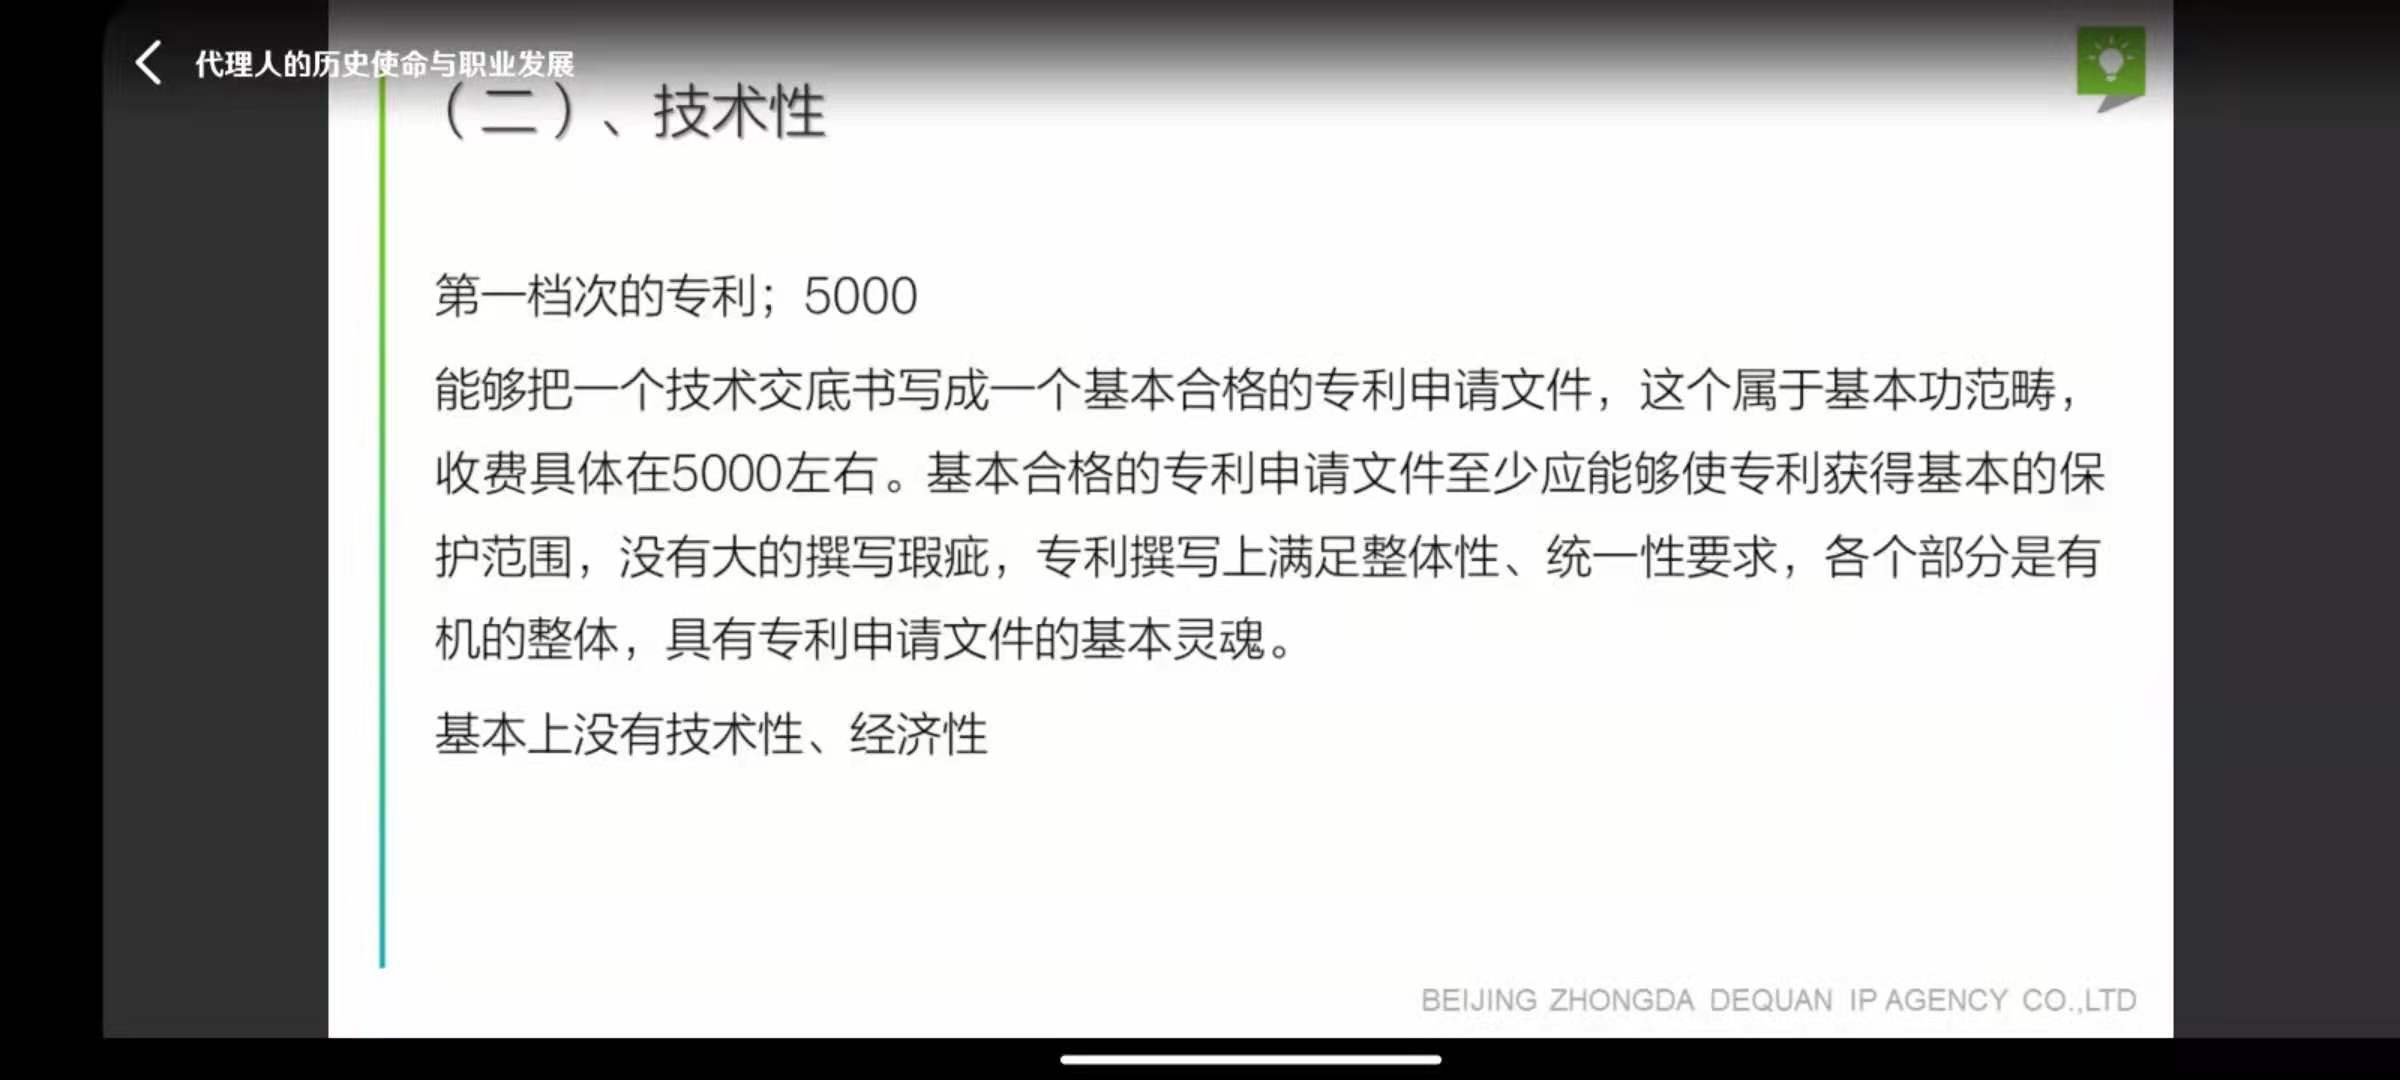 代理人的历史使命与职业发展
（二）、技术性
第一档次的专利；5000
能够把一个技术交底书写成一个基本合格的专利申请文件，这个属于基本功范畴，
收费具体在5000左右。基本合格的专利申请文件至少应能够使专利获得基本的保
护范围，没有大的撰写瑕疵，专利撰写上满足整体性、统一性要求，各个部分是有
机的整体，具有专利申请文件的基本灵魂。
基本上没有技术性、经济性
BEIJING ZHONGDA DEQUAN IP AGENCY CO.,LTD